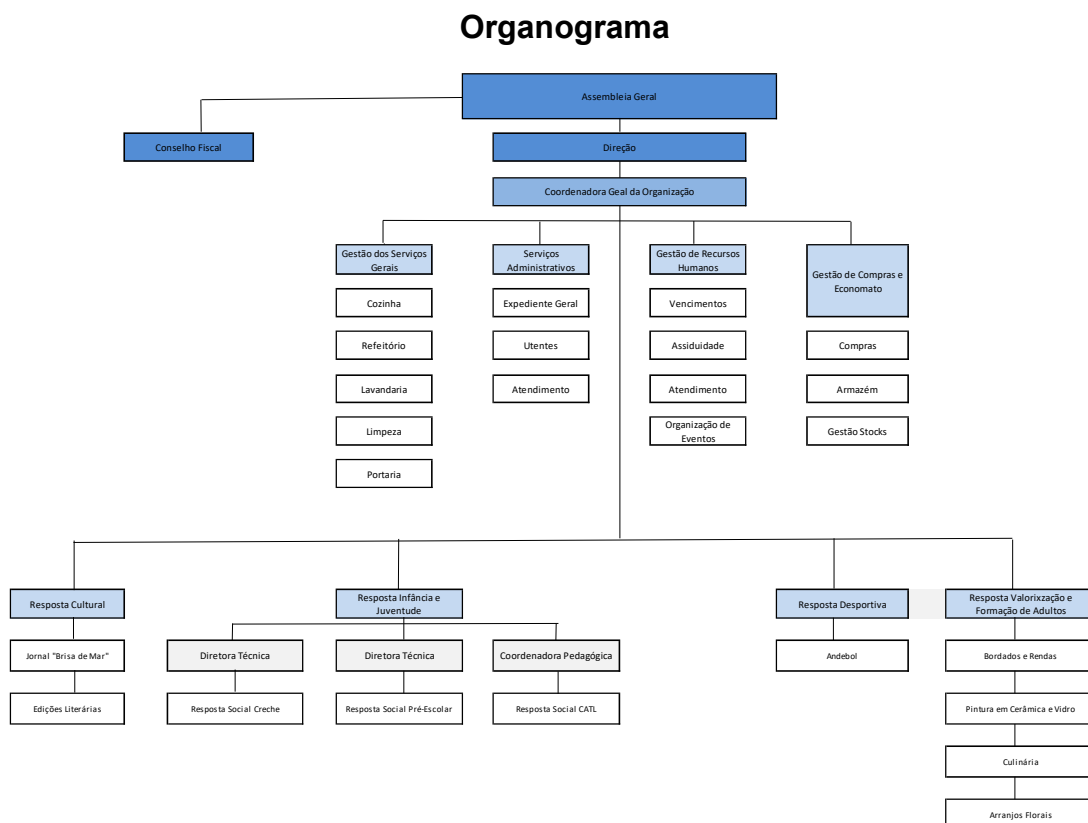 Organograma
Assembleia Geral
Conselho Fiscal
Direção
Coordenadora Geal da Organização
Gestão dos Serviços
Gerais
Serviços
Administrativos
Gestão de Recursos
Humanos
Gestão de Compras e
Economato
Cozinha
Expediente Geral
Vencimentos
Refeitório
Utentes
Assiduidade
Compras
Lavandaria
Atendimento
Atendimento
Armazém
Limpeza
Organização de
Eventos
Gestão Stocks
Portaria
Resposta Cultural
Resposta Infância e
Juventude
Resposta Desportiva
Resposta Valorixzação e
Formação de Adultos
Jornal "Brisa de Mar"
Diretora Técnica
Diretora Técnica
Coordenadora Pedagógica
Andebol
Bordados e Rendas
Edições Literárias
Resposta Social Creche
Resposta Social Pré-Escolar
Resposta Social CATL
Pintura em Cerâmica e Vidro
Culinária
Arranjos Florais